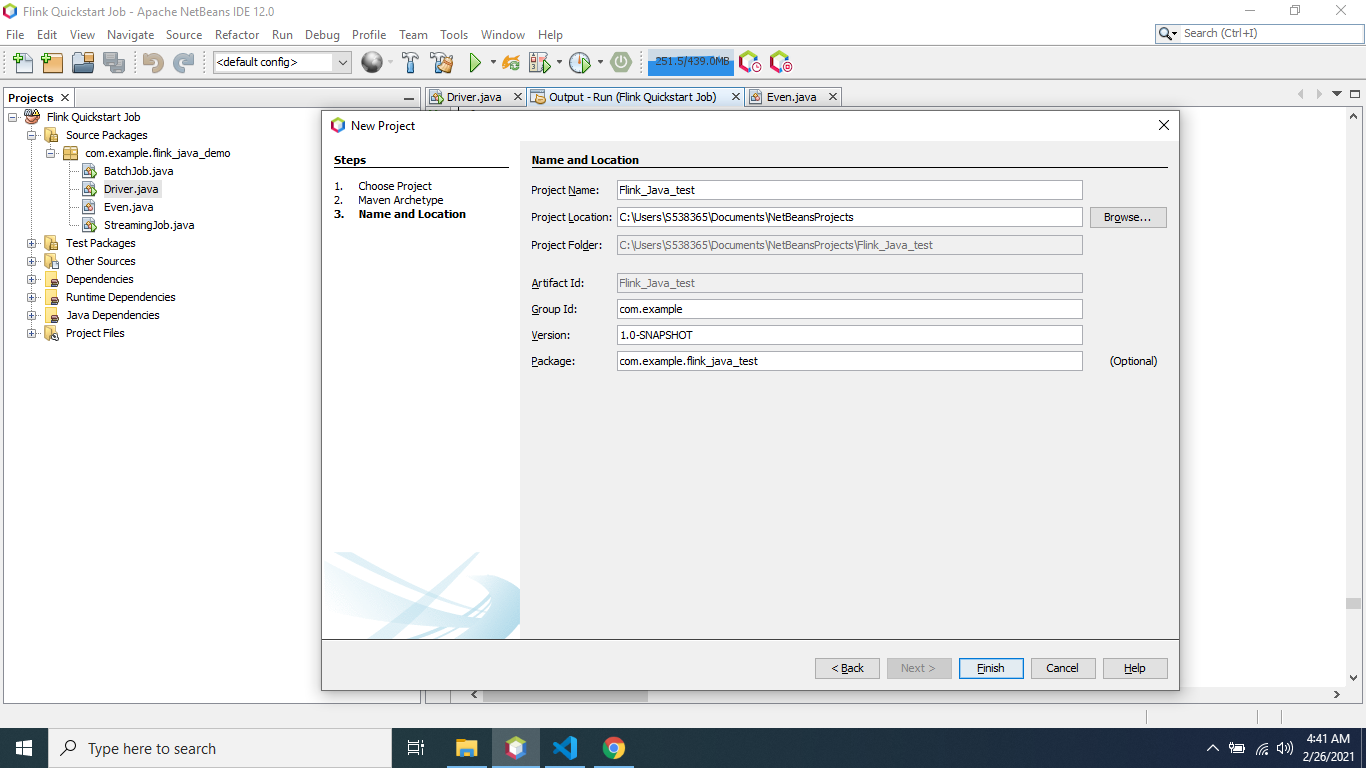 Flink Quickstart Job - Apache NetBeans IDE 12.0
File Edit View Navigate Source Refactor Run Debug Profile Team Tools Window Help
Search (Ctrl+I)
<default config>
251.5/439.0MB
Projects
Driver.java
Output - Run (Flink Quickstart Job)
Even.java
Flink Quickstart Job
Source Packages
com.example.flink_java_demo
BatchJob.java
Driver.java
Even.java
StreamingJob.java
Test Packages
Other Sources
Dependencies
Runtime Dependencies
Java Dependencies
Project Files
New Project
Steps
1. Choose Project
2. Maven Archetype
3. Name and Location
Name and Location
Project Name: Flink_Java_test
Project Location: C:\Users\S538365\Documents\NetBeansProjects Browse...
Project Folder: C:\Users\S538365\Documents\NetBeansProjects\Flink_Java_test
Artifact Id: Flink_Java_test
Group Id: com.example
Version: 1.0-SNAPSHOT
Package: com.example.flink_java_test (Optional)
< Back Next > Finish Cancel Help
Type here to search
4:41 AM
2/26/2021